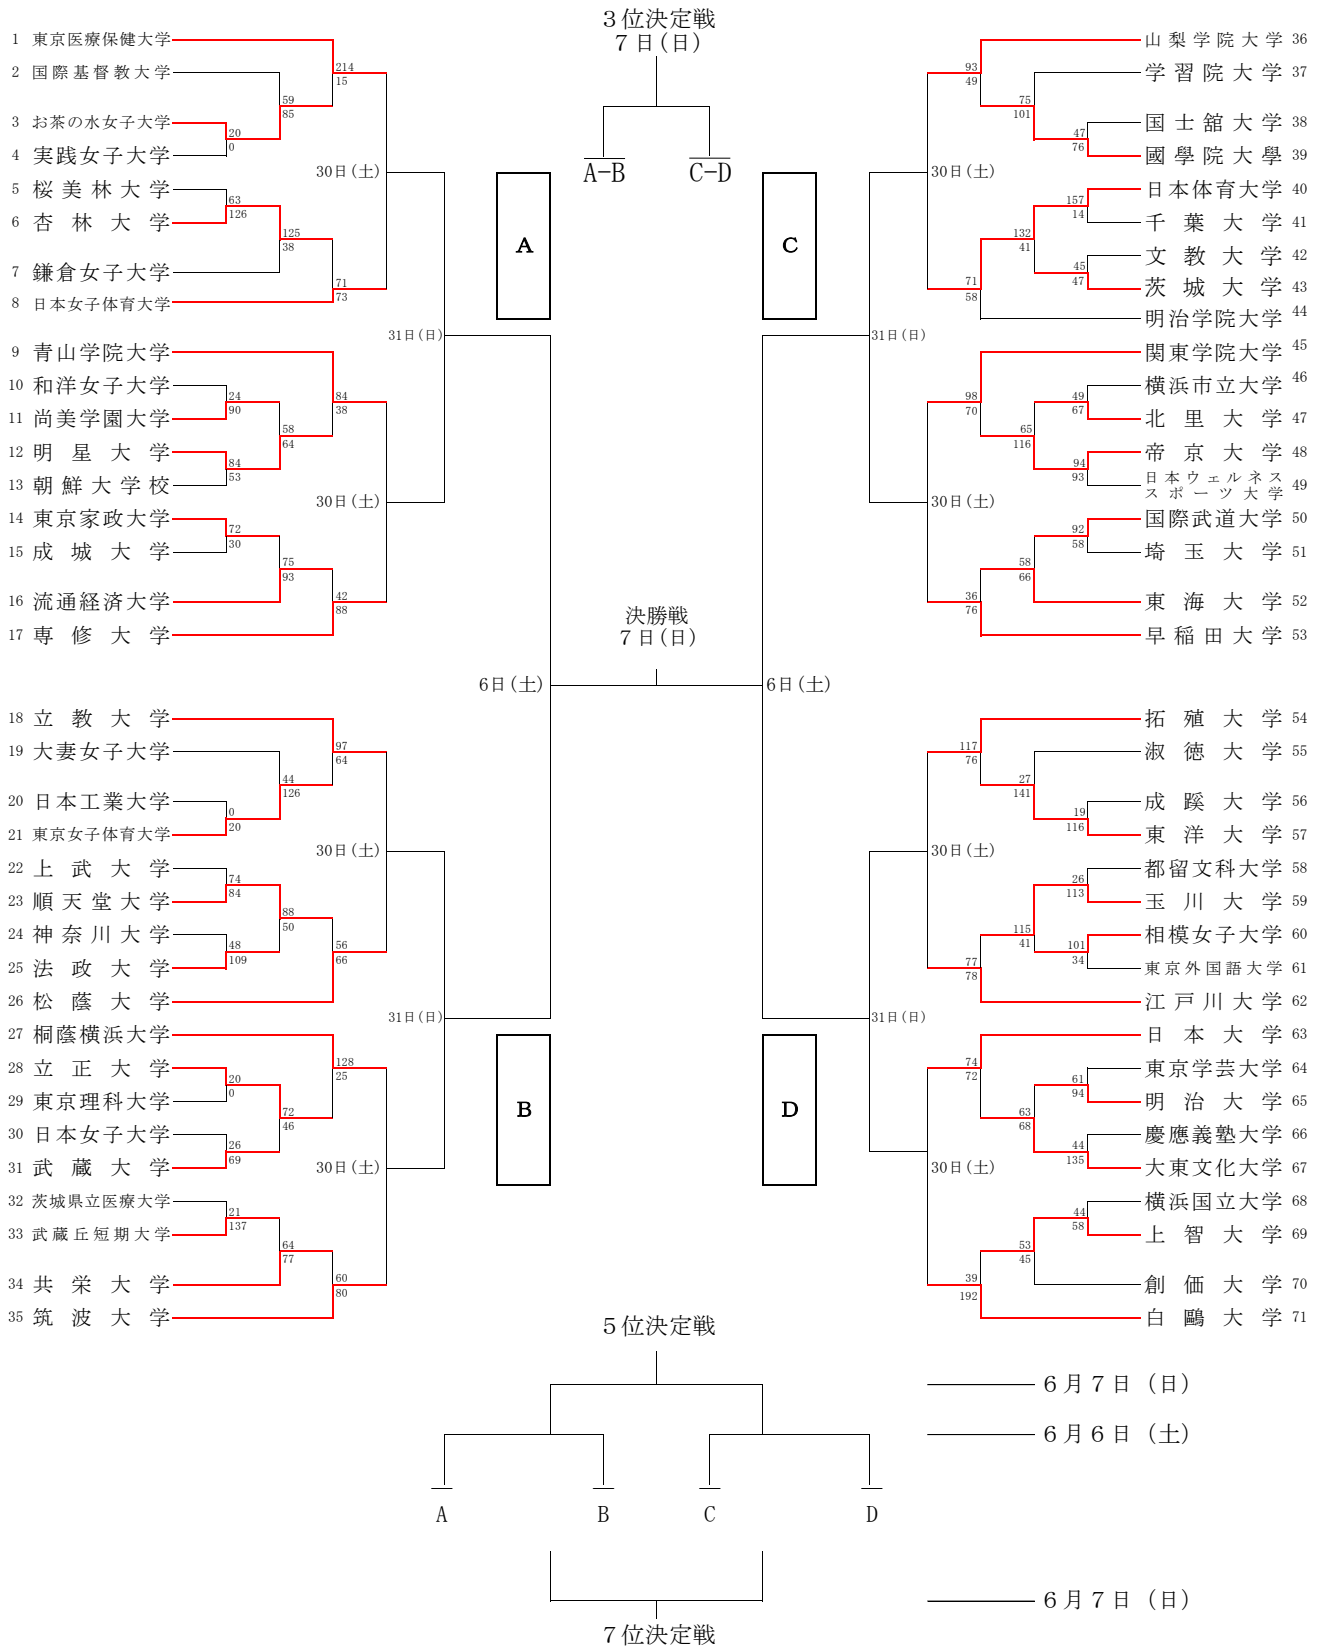 3位決定戦
7日(日)
A-B
C-D
1 東京医療保健大学
2 国際基督教大学
3 お茶の水女子大学
4 実践女子大学
5 桜美林大学
6 杏林大学
7 鎌倉女子大学
8 日本女子体育大学
9 青山学院大学
10 和洋女子大学
11 尚美学園大学
12 明星大学
13 朝鮮大学校
14 東京家政大学
15 成城大学
16 流通経済大学
17 専修大学
214
15
59
85
20
0
30日(土)
63
126
125
38
71
73
31日(日)
24
90
84
38
58
64
84
53
30日(土)
72
30
75
93
42
88
A
6日(土)
18 立教大学
19 大妻女子大学
20 日本工業大学
21 東京女子体育大学
22 上武大学
23 順天堂大学
24 神奈川大学
25 法政大学
26 松蔭大学
27 桐蔭横浜大学
28 立正大学
29 東京理科大学
30 日本女子大学
31 武蔵大学
32 茨城県立医療大学
33 武蔵丘短期大学
34 共栄大学
35 筑波大学
97
64
44
126
0
20
30日(土)
74
84
88
50
48
109
56
66
31日(日)
128
25
20
0
72
46
26
69
30日(土)
21
137
64
77
60
80
B
決勝戦
7日(日)
山梨学院大学 36
学習院大学 37
国士舘大学 38
國學院大學 39
日本体育大学 40
千葉大学 41
文教大学 42
茨城大学 43
明治学院大学 44
関東学院大学 45
横浜市立大学 46
北里大学 47
帝京大学 48
日本ウェルネス
スポーツ大学 49
国際武道大学 50
埼玉大学 51
東海大学 52
早稲田大学 53
93
49
75
101
47
76
30日(土)
157
14
132
41
45
47
71
58
31日(日)
98
70
49
67
65
116
94
93
30日(土)
92
58
58
66
36
76
C
6日(土)
拓殖大学 54
淑徳大学 55
成蹊大学 56
東洋大学 57
都留文科大学 58
玉川大学 59
相模女子大学 60
東京外国語大学 61
江戸川大学 62
日本大学 63
東京学芸大学 64
明治大学 65
慶應義塾大学 66
大東文化大学 67
横浜国立大学 68
上智大学 69
創価大学 70
白鷗大学 71
117
76
27
141
19
116
30日(土)
26
113
115
41
101
34
77
78
31日(日)
74
72
61
94
63
68
44
135
30日(土)
44
58
53
45
39
192
D
5位決定戦
6月7日(日)
6月6日(土)
A
B
C
D
6月7日(日)
7位決定戦